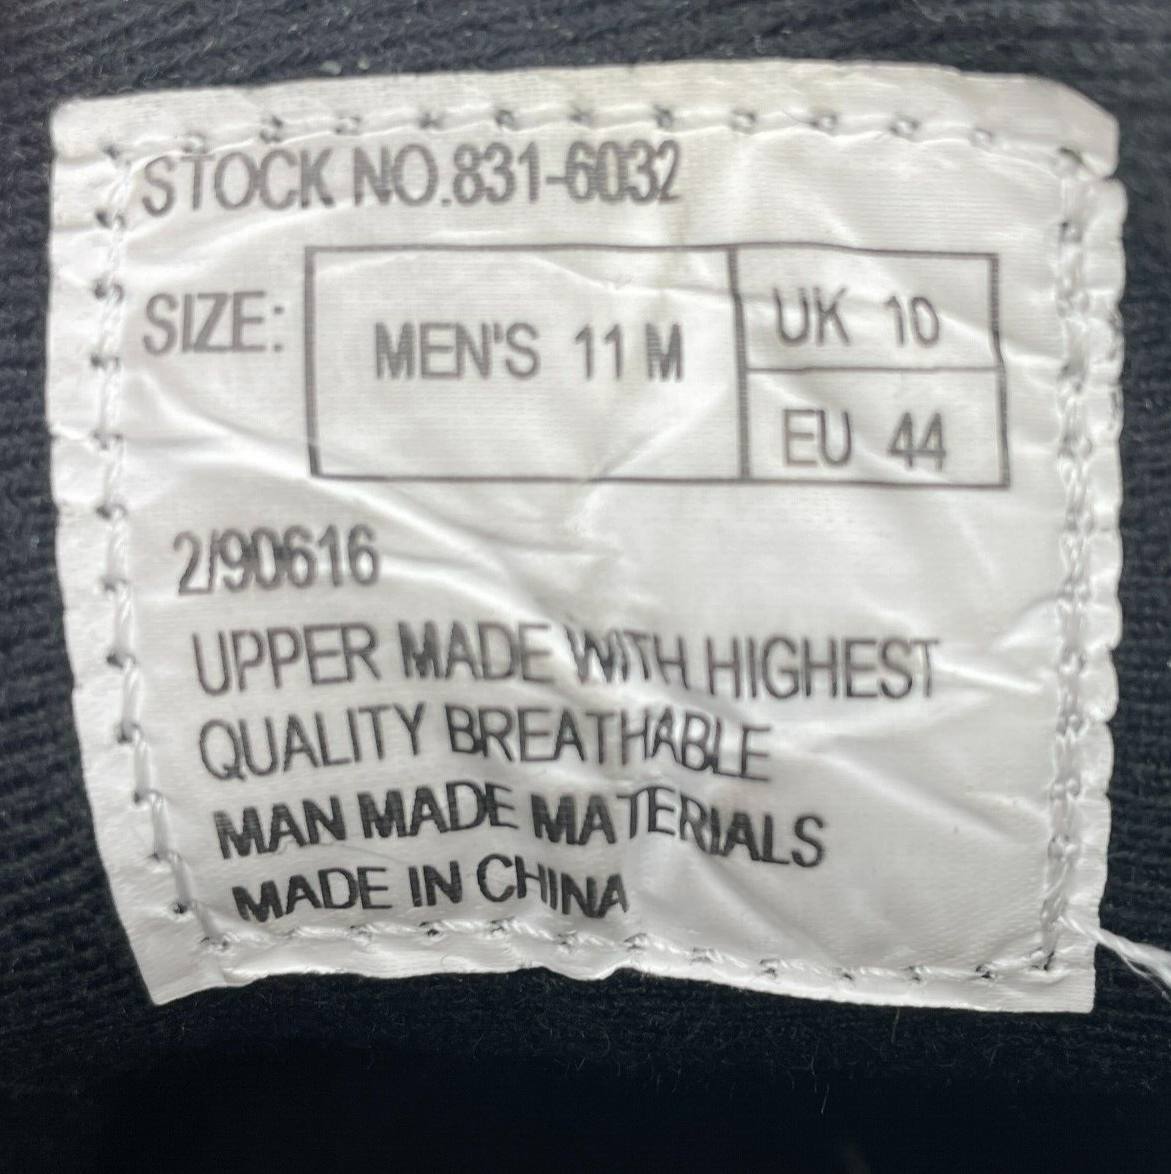 STOCK NO.831-6032
SIZE: MEN'S 11 M UK 10
EU 44
2/90616
UPPER MADE WITH HIGHEST
QUALITY BREATHABLE
MAN MADE MATERIALS
MADE IN CHINA